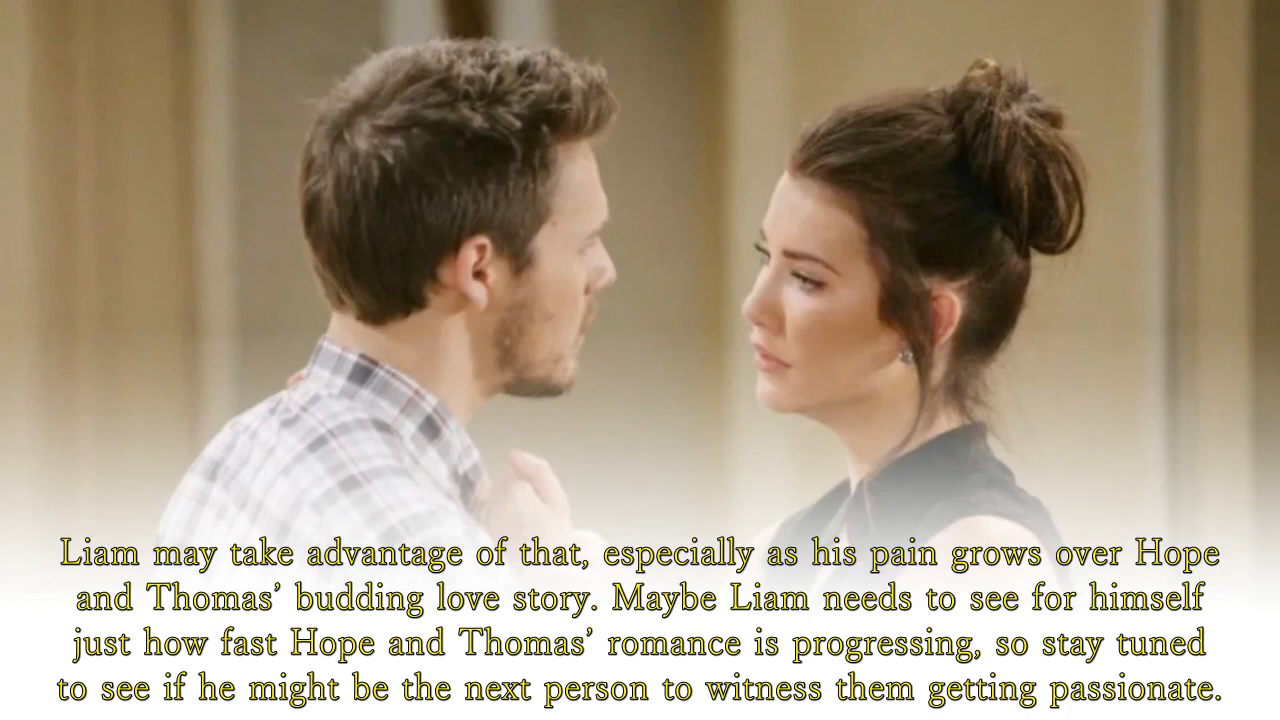 Liam may take advantage of that, especially as his pain grows over Hope
and Thomas’ budding love story. Maybe Liam needs to see for himself
just how fast Hope and Thomas’ romance is progressing, so stay tuned
to see if he might be the next person to witness them getting passionate.